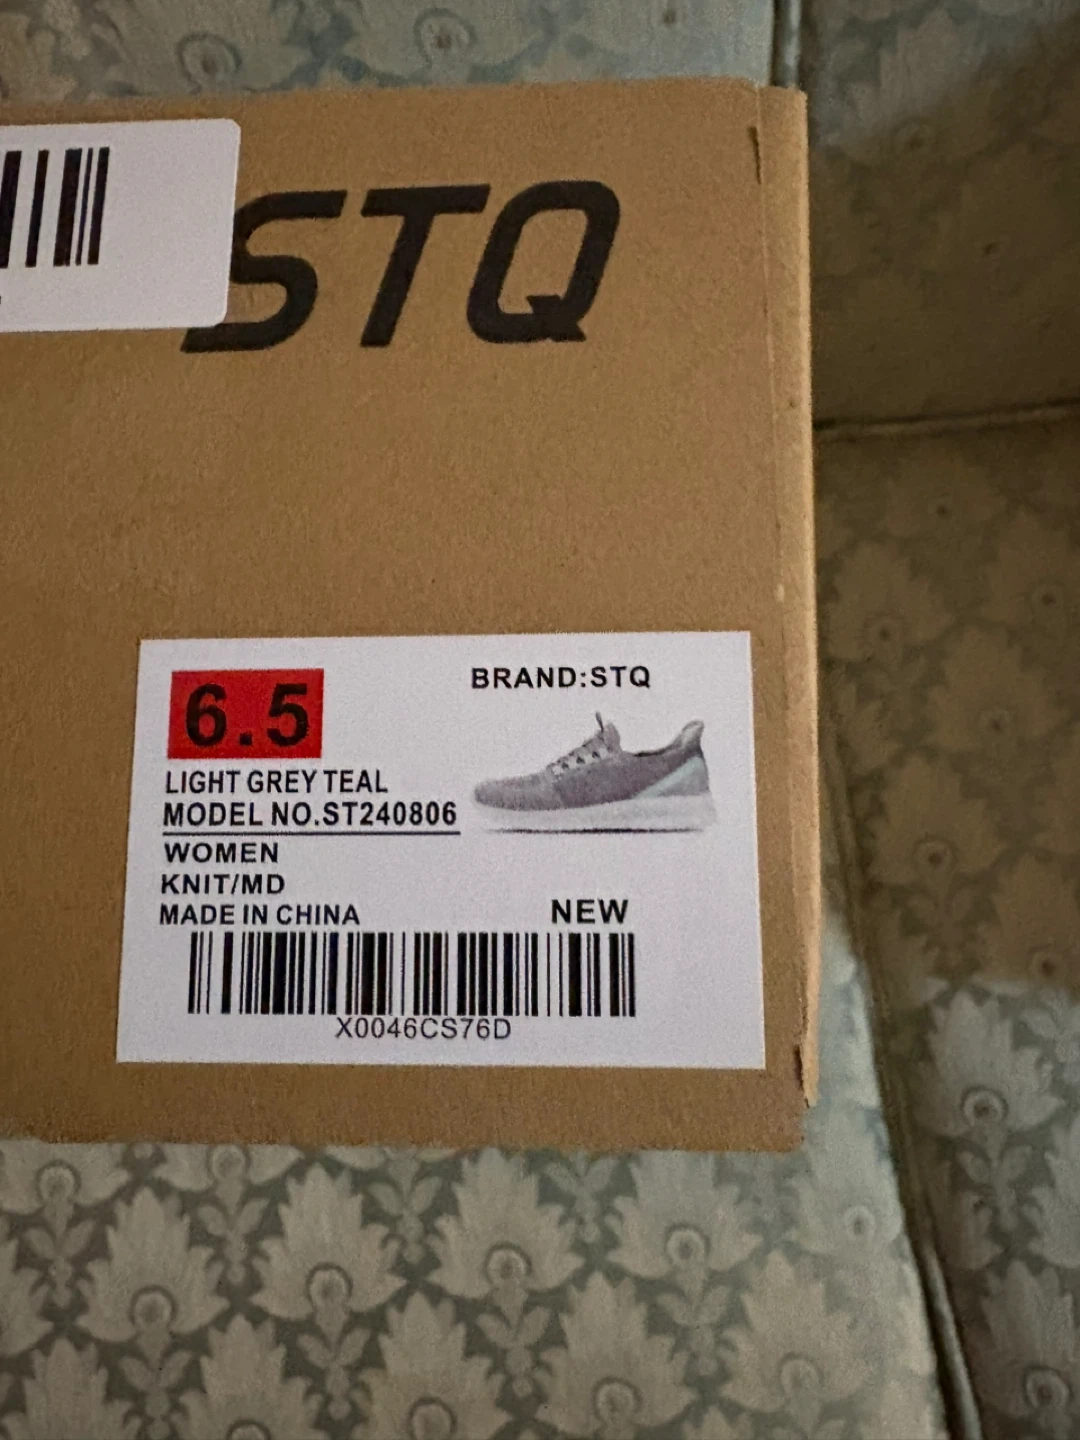 STQ
6.5
BRAND:STQ
LIGHT GREY TEAL
MODEL NO.ST240806
WOMEN
KNIT/MD
MADE IN CHINA
NEW
X0046CS76D